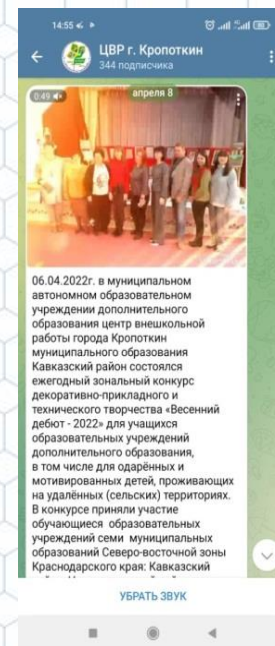 14:55
ЦВР г. Кропоткин
344 подписчика
0:49
апреля 8
06.04.2022г. в муниципальном
автономном образовательном
учреждении дополнительного
образования центр внешкольной
работы города Кропоткин
муниципального образования
Кавказский район состоялся
ежегодный зональный конкурс
декоративно-прикладного и
технического творчества «Весенний
дебют - 2022» для учащихся
образовательных учреждений
дополнительного образования,
в том числе для одарённых и
мотивированных детей, проживающих
на удалённых (сельских) территориях.
В конкурсе приняли участие
обучающиеся образовательных
учреждений семи муниципальных
образований Северо-восточной зоны
Краснодарского края: Кавказский
УБРАТЬ ЗВУК